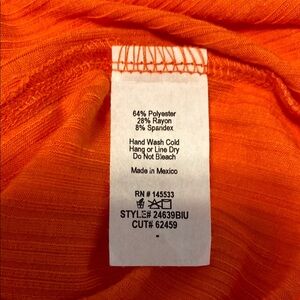 64% Polyester
28% Rayon
8% Spandex
Hand Wash Cold
Hang or Line Dry
Do Not Bleach
Made in Mexico
RN # 145533
STYLE# 24639BIU
CUT# 62459
-